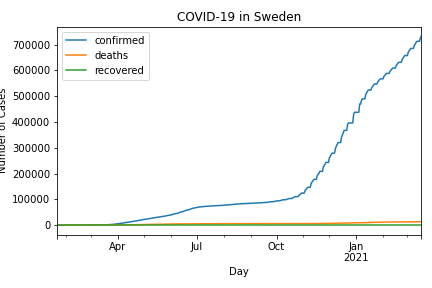 COVID-19 in Sweden
confirmed
deaths
recovered
700000
600000
500000
400000
300000
200000
100000
0
Number of Cases
Apr
Jul
Oct
Jan
2021
Day